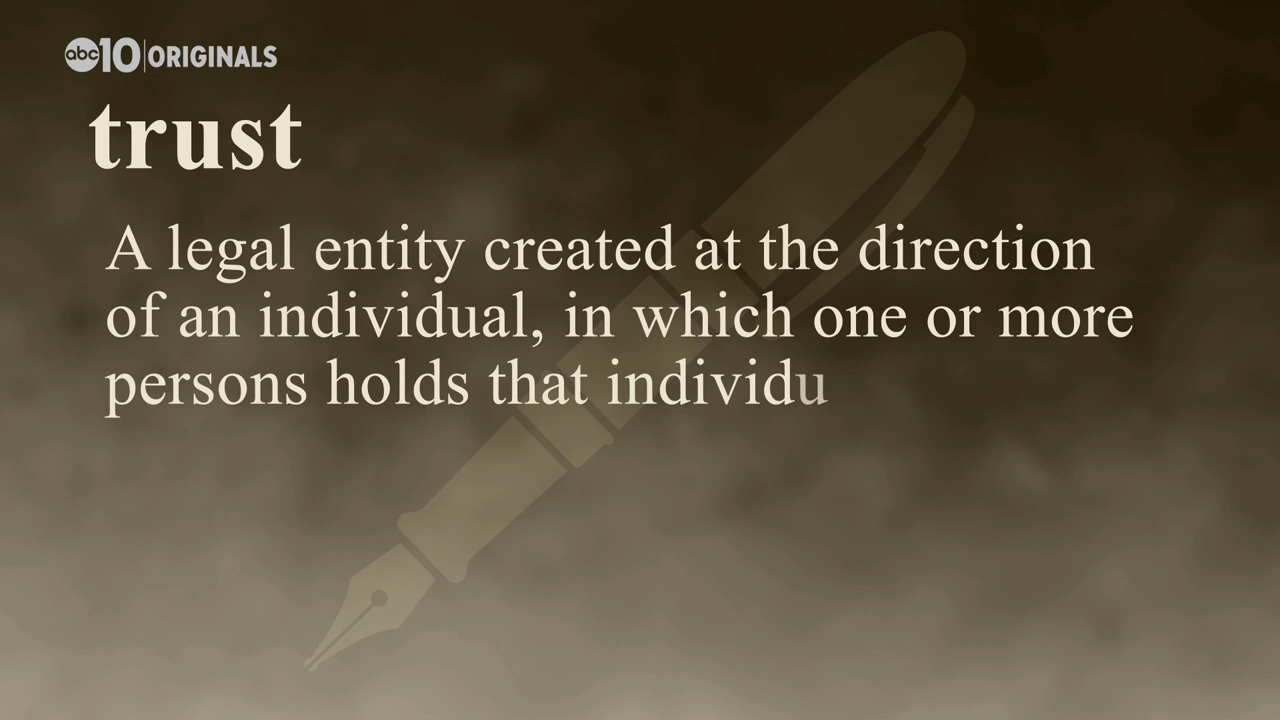 abc10 ORIGINALS
trust
A legal entity created at the direction
of an individual, in which one or more
persons holds that individu